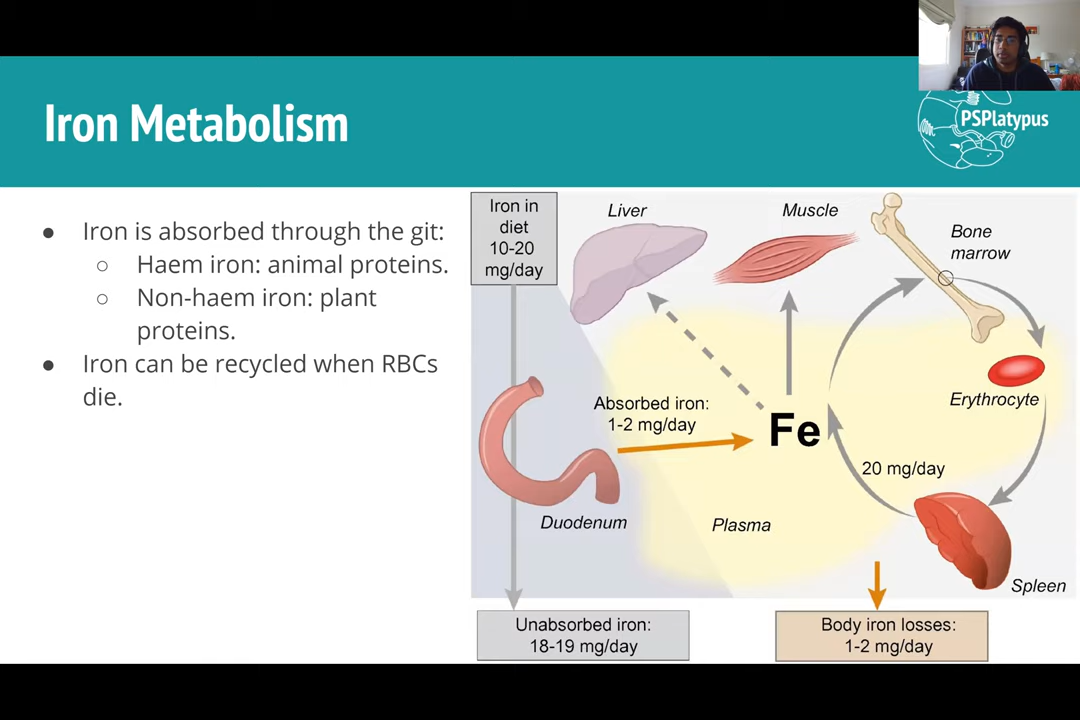 Iron Metabolism
PSPlatypus
● Iron is absorbed through the git:
○ Haem iron: animal proteins.
○ Non-haem iron: plant
proteins.
● Iron can be recycled when RBCs
die.
Iron in
diet
10-20
mg/day
Liver
Muscle
Bone
marrow
Absorbed iron:
1-2 mg/day
Fe
Erythrocyte
20 mg/day
Duodenum
Plasma
Spleen
Unabsorbed iron:
18-19 mg/day
Body iron losses:
1-2 mg/day